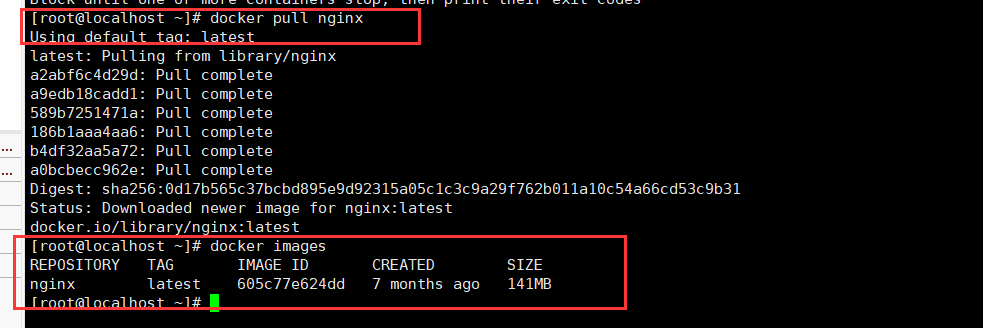 Block until one or more containers stop, then print their exit codes
[root@localhost ~]# docker pull nginx
Using default tag: latest
latest: Pulling from library/nginx
a2abf6c4d29d: Pull complete
a9edb18cadd1: Pull complete
589b7251471a: Pull complete
186b1aaa4aa6: Pull complete
b4df32aa5a72: Pull complete
a0bcbecc962e: Pull complete
Digest: sha256:0d17b565c37bcbd895e9d92315a05c1c3c9a29f762b011a10c54a66cd53c9b31
Status: Downloaded newer image for nginx:latest
docker.io/library/nginx:latest
[root@localhost ~]# docker images
REPOSITORY   TAG       IMAGE ID       CREATED        SIZE
nginx        latest    605c77e624dd   7 months ago   141MB
[root@localhost ~]#